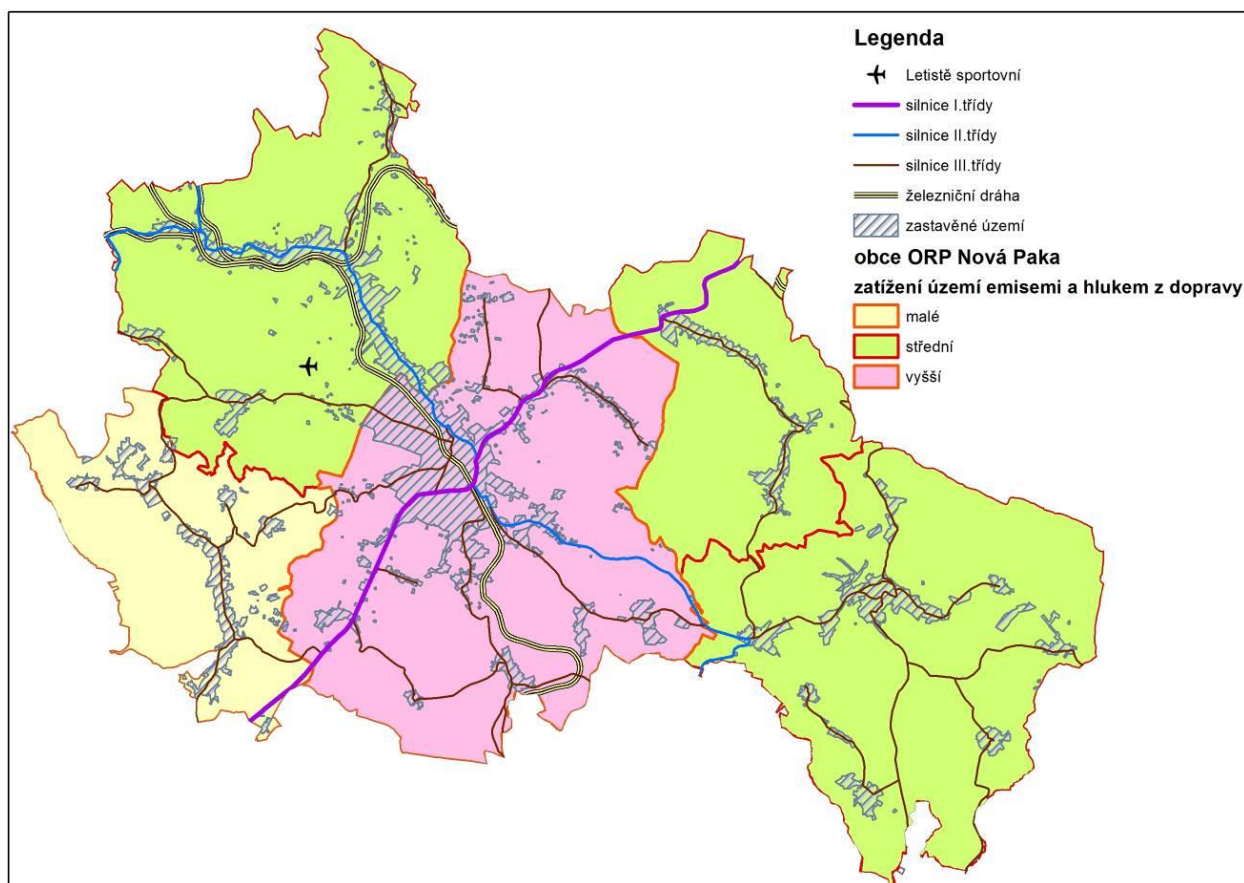 Legenda
Letistě sportovní
silnice I.třídy
silnice II.třídy
silnice III.třídy
železniční dráha
zastavěné území
obce ORP Nová Paka
zatížení území emisemi a hlukem z dopravy
malé
střední
vyšší